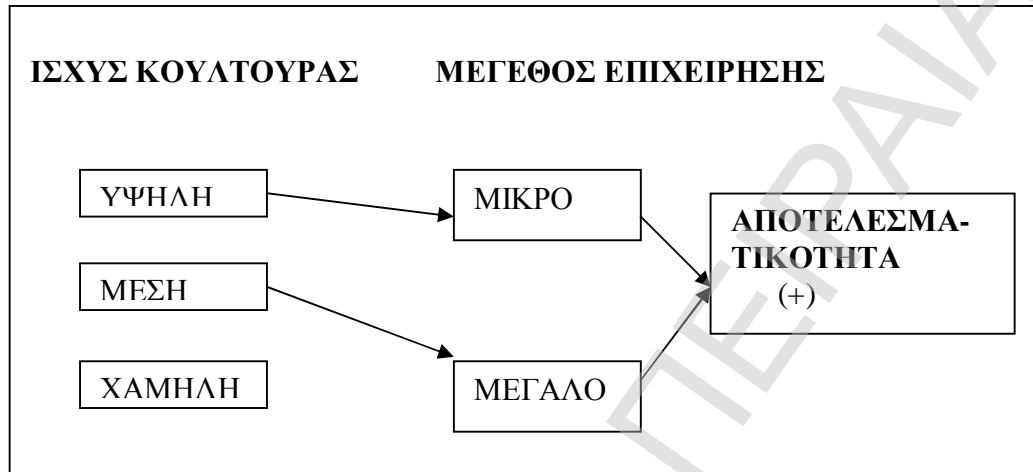 ΙΣΧΥΣ ΚΟΥΛΤΟΥΡΑΣ ΜΕΓΕΘΟΣ ΕΠΙΧΕΙΡΗΣΗΣ
ΥΨΗΛΗ
ΜΙΚΡΟ
ΑΠΟΤΕΛΕΣΜΑ-
ΤΙΚΟΤΗΤΑ
(+)
ΜΕΣΗ
ΧΑΜΗΛΗ
ΜΕΓΑΛΟ